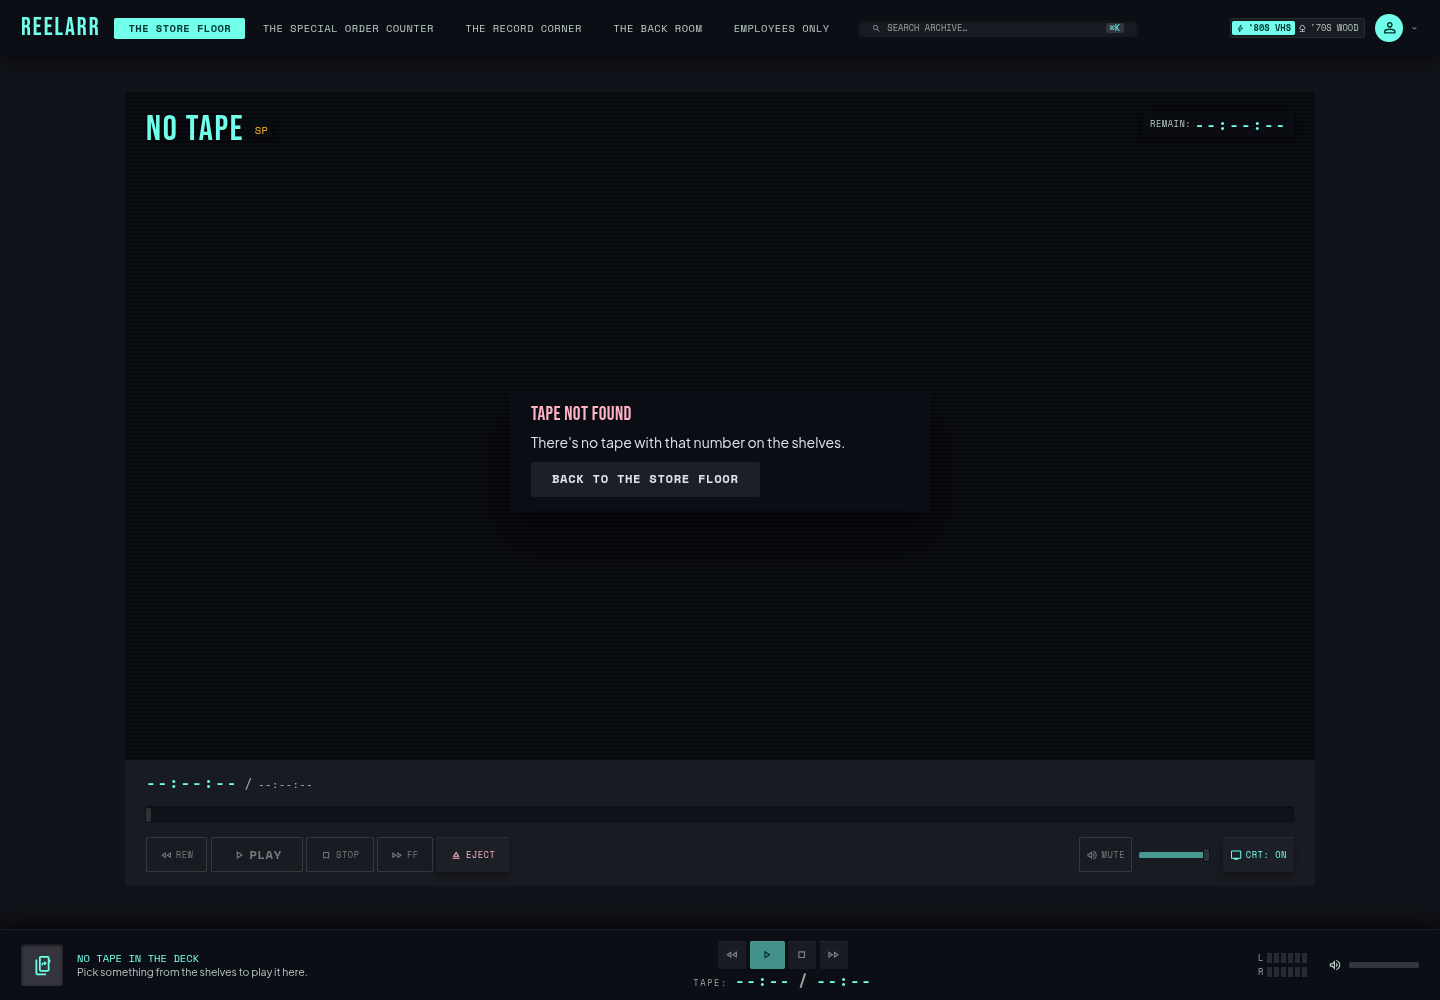 REELARR
THE STORE FLOOR
THE SPECIAL ORDER COUNTER
THE RECORD CORNER
THE BACK ROOM
EMPLOYEES ONLY
SEARCH ARCHIVE…
⌘K
'80S VHS
'70S WOOD
NO TAPE SP
REMAIN: --:--:--
TAPE NOT FOUND
There's no tape with that number on the shelves.
BACK TO THE STORE FLOOR
--:--:-- / --:--:--
REW
PLAY
STOP
FF
EJECT
MUTE
CRT: ON
NO TAPE IN THE DECK
Pick something from the shelves to play it here.
TAPE: --:-- / --:--
L
R